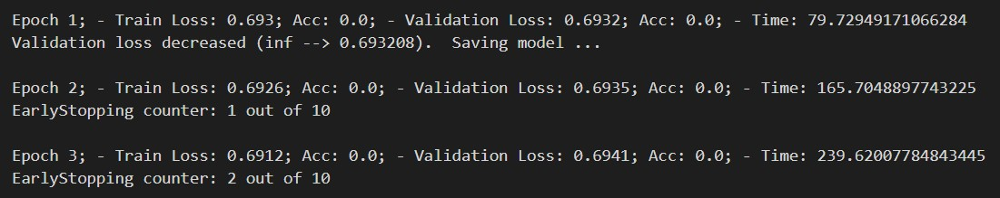 Epoch 1; - Train Loss: 0.693; Acc: 0.0; - Validation Loss: 0.6932; Acc: 0.0; - Time: 79.72949171066284
Validation loss decreased (inf --> 0.693208).  Saving model ...
Epoch 2; - Train Loss: 0.6926; Acc: 0.0; - Validation Loss: 0.6935; Acc: 0.0; - Time: 165.7048897743225
EarlyStopping counter: 1 out of 10
Epoch 3; - Train Loss: 0.6912; Acc: 0.0; - Validation Loss: 0.6941; Acc: 0.0; - Time: 239.62007784843445
EarlyStopping counter: 2 out of 10